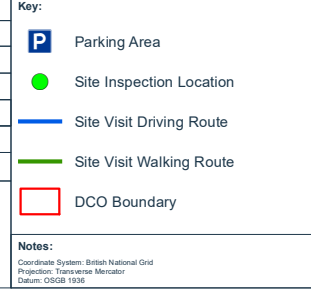 Key:
P Parking Area
Site Inspection Location
Site Visit Driving Route
Site Visit Walking Route
DCO Boundary
Notes:
Coordinate System: British National Grid
Projection: Transverse Mercator
Datum: OSGB 1936